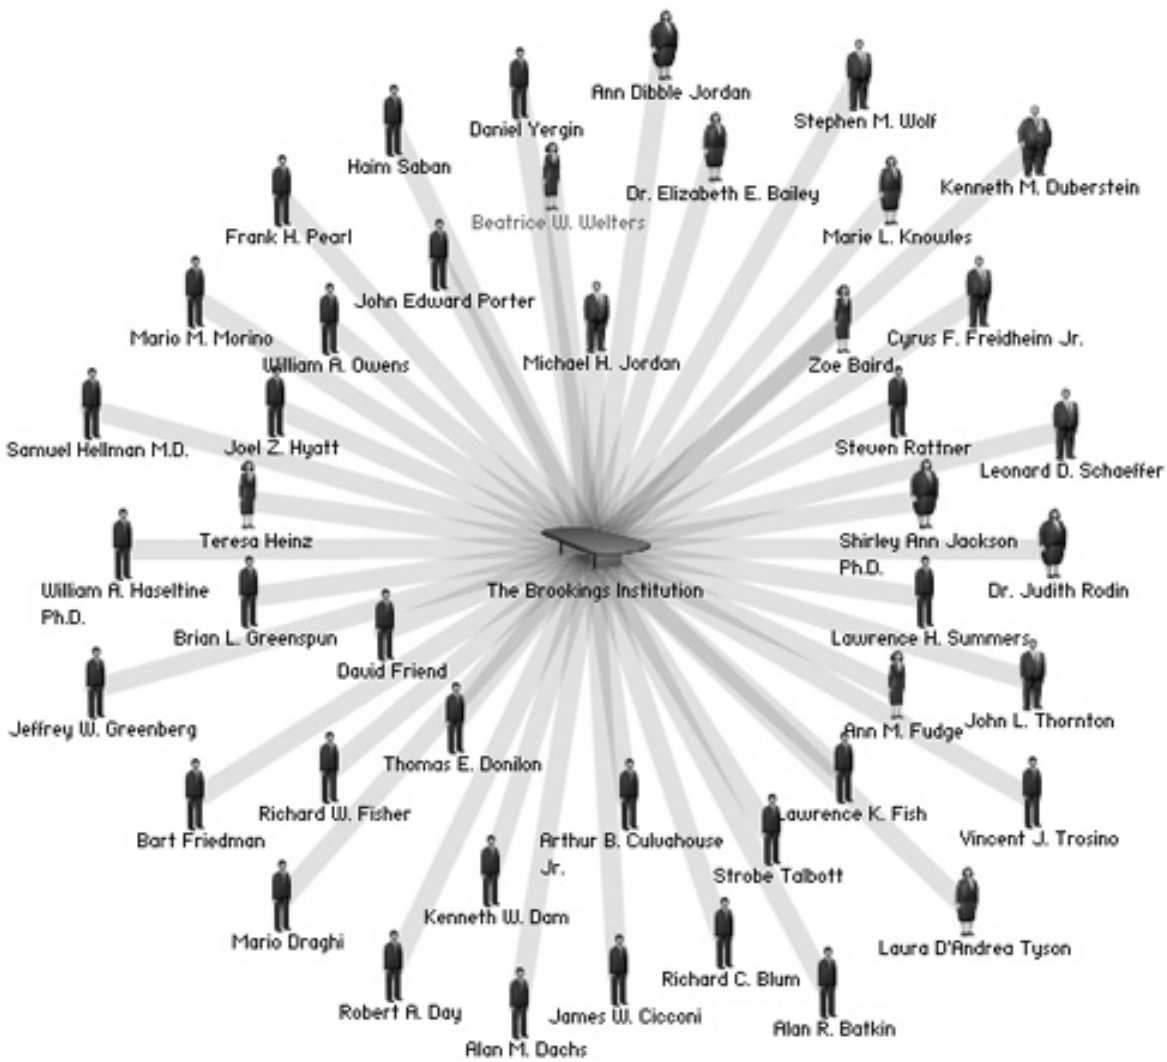 Ann Dibble Jordan
Stephen M. Wolf
Daniel Yergin
Haim Saban
Kenneth M. Duberstein
Dr. Elizabeth E. Bailey
Beatrice W. Welters
Marie L. Knowles
Frank H. Pearl
John Edward Porter
Mario M. Morino
Cyrus F. Freidheim Jr.
William A. Owens
Michael H. Jordan
Zoe Baird
Samuel Hellman M.D.
Joel Z. Hyatt
Steven Rattner
Leonard D. Schaeffer
Teresa Heinz
Shirley Ann Jackson
Ph.D.
William A. Haseltine
Ph.D.
The Brookings Institution
Dr. Judith Rodin
Brian L. Greenspun
Lawrence H. Summers
David Friend
Jeffrey W. Greenberg
Ann M. Fudge
John L. Thornton
Thomas E. Donilon
Richard W. Fisher
Lawrence K. Fish
Bart Friedman
Arthur B. Culvahouse
Jr.
Vincent J. Trosino
Strobe Talbott
Kenneth W. Dam
Mario Draghi
Laura D'Andrea Tyson
Richard C. Blum
Robert A. Day
James W. Cicconi
Alan R. Batkin
Alan M. Dachs